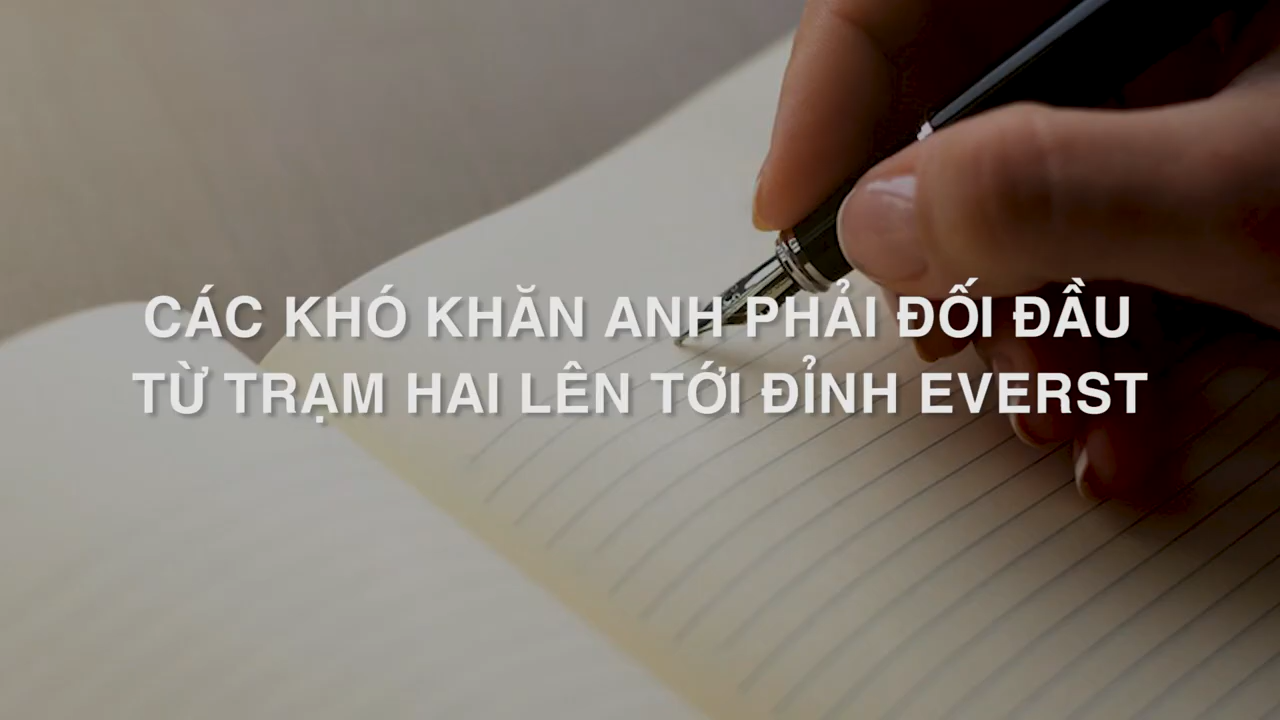 CÁC KHÓ KHĂN ANH PHẢI ĐỐI ĐẦU
TỪ TRẠM HAI LÊN TỚI ĐỈNH EVERST